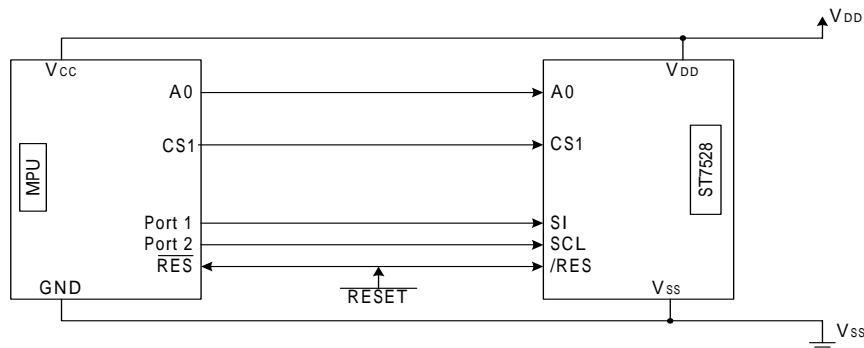 VDD
VCC
VDD
A0
A0
CS1
CS1
MPU
ST7528
Port 1
SI
Port 2
SCL
RES
/RES
RESET
GND
VSS
VSS